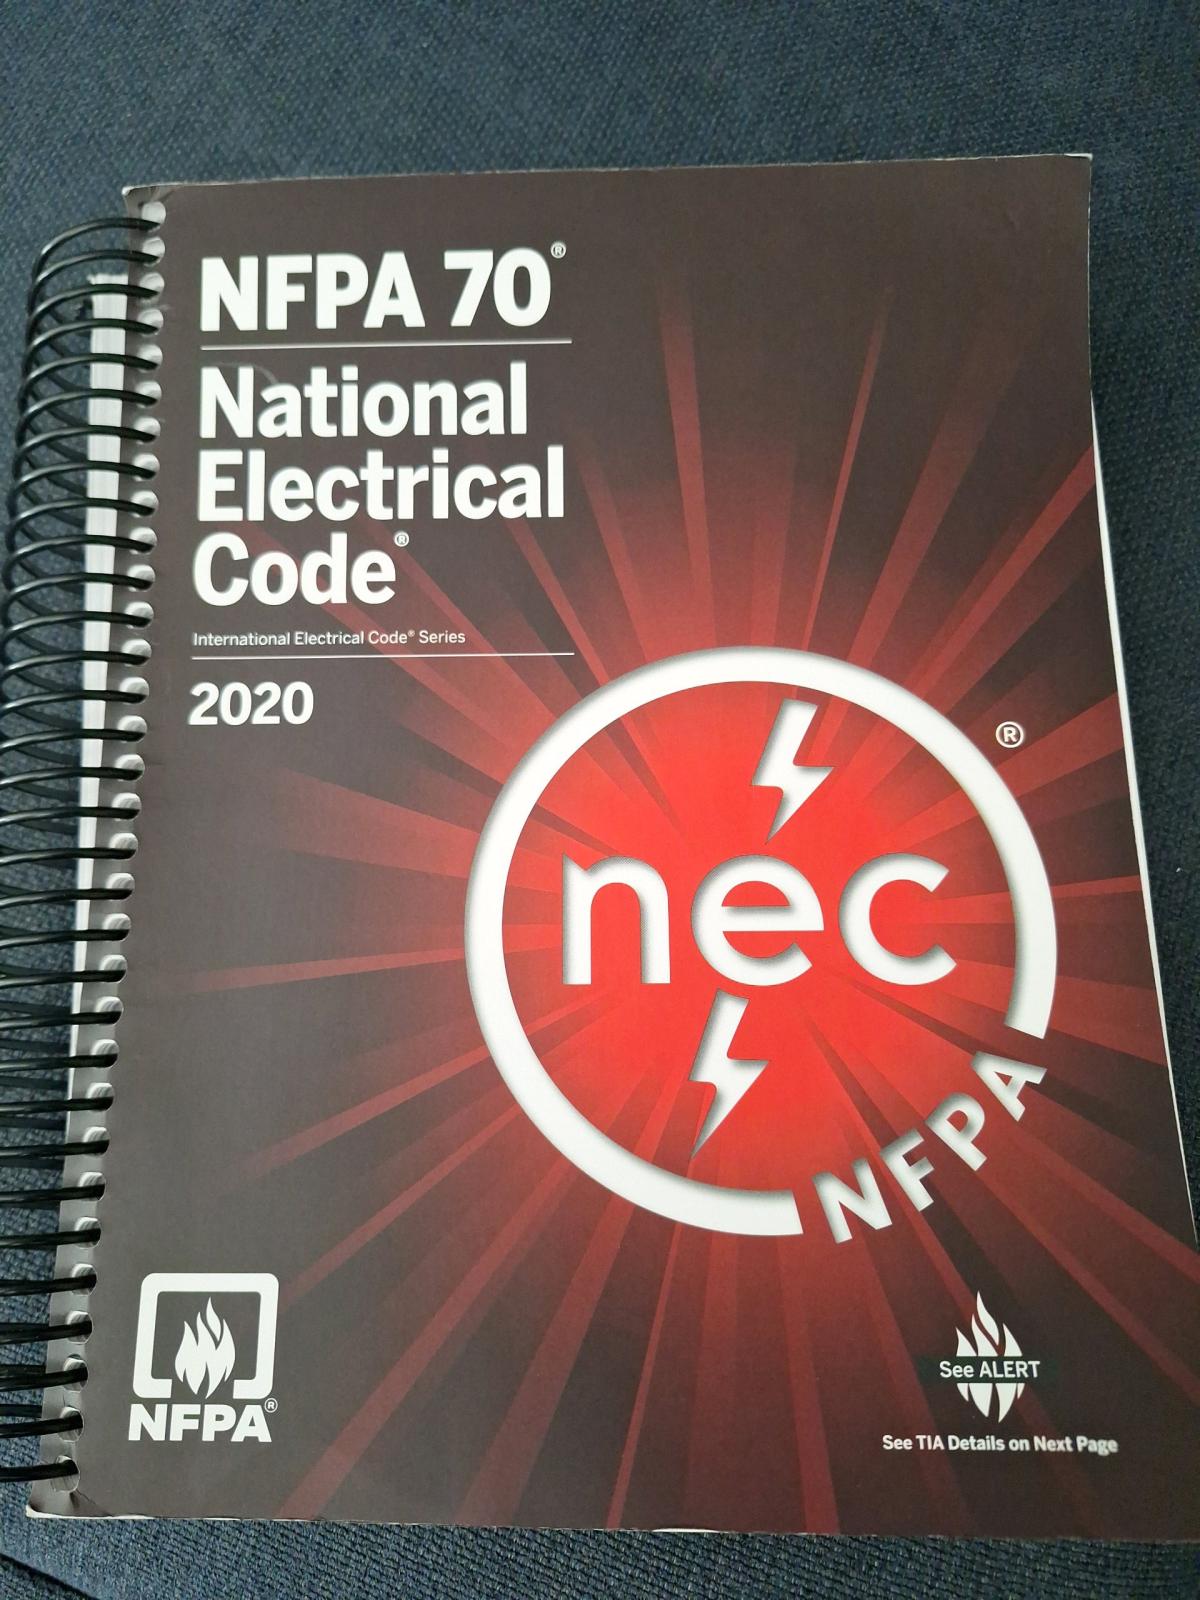 NFPA 70®
National
Electrical
Code®
International Electrical Code® Series
2020
®
nec
NFPA
NFPA®
See ALERT
See TIA Details on Next Page